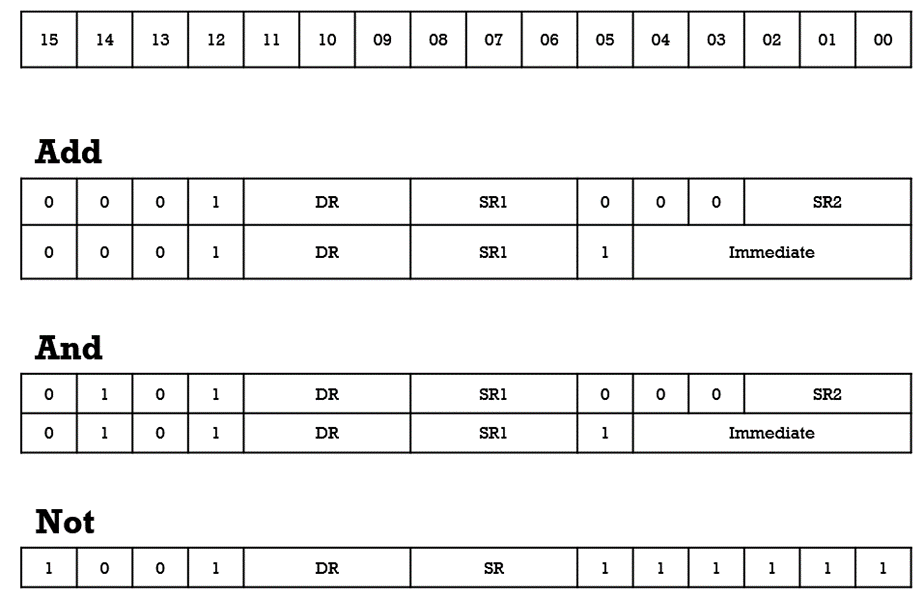 15 14 13 12 11 10 09 08 07 06 05 04 03 02 01 00
Add
0 0 0 1 DR SR1 0 0 0 SR2
0 0 0 1 DR SR1 1 Immediate
And
0 1 0 1 DR SR1 0 0 0 SR2
0 1 0 1 DR SR1 1 Immediate
Not
1 0 0 1 DR SR 1 1 1 1 1 1